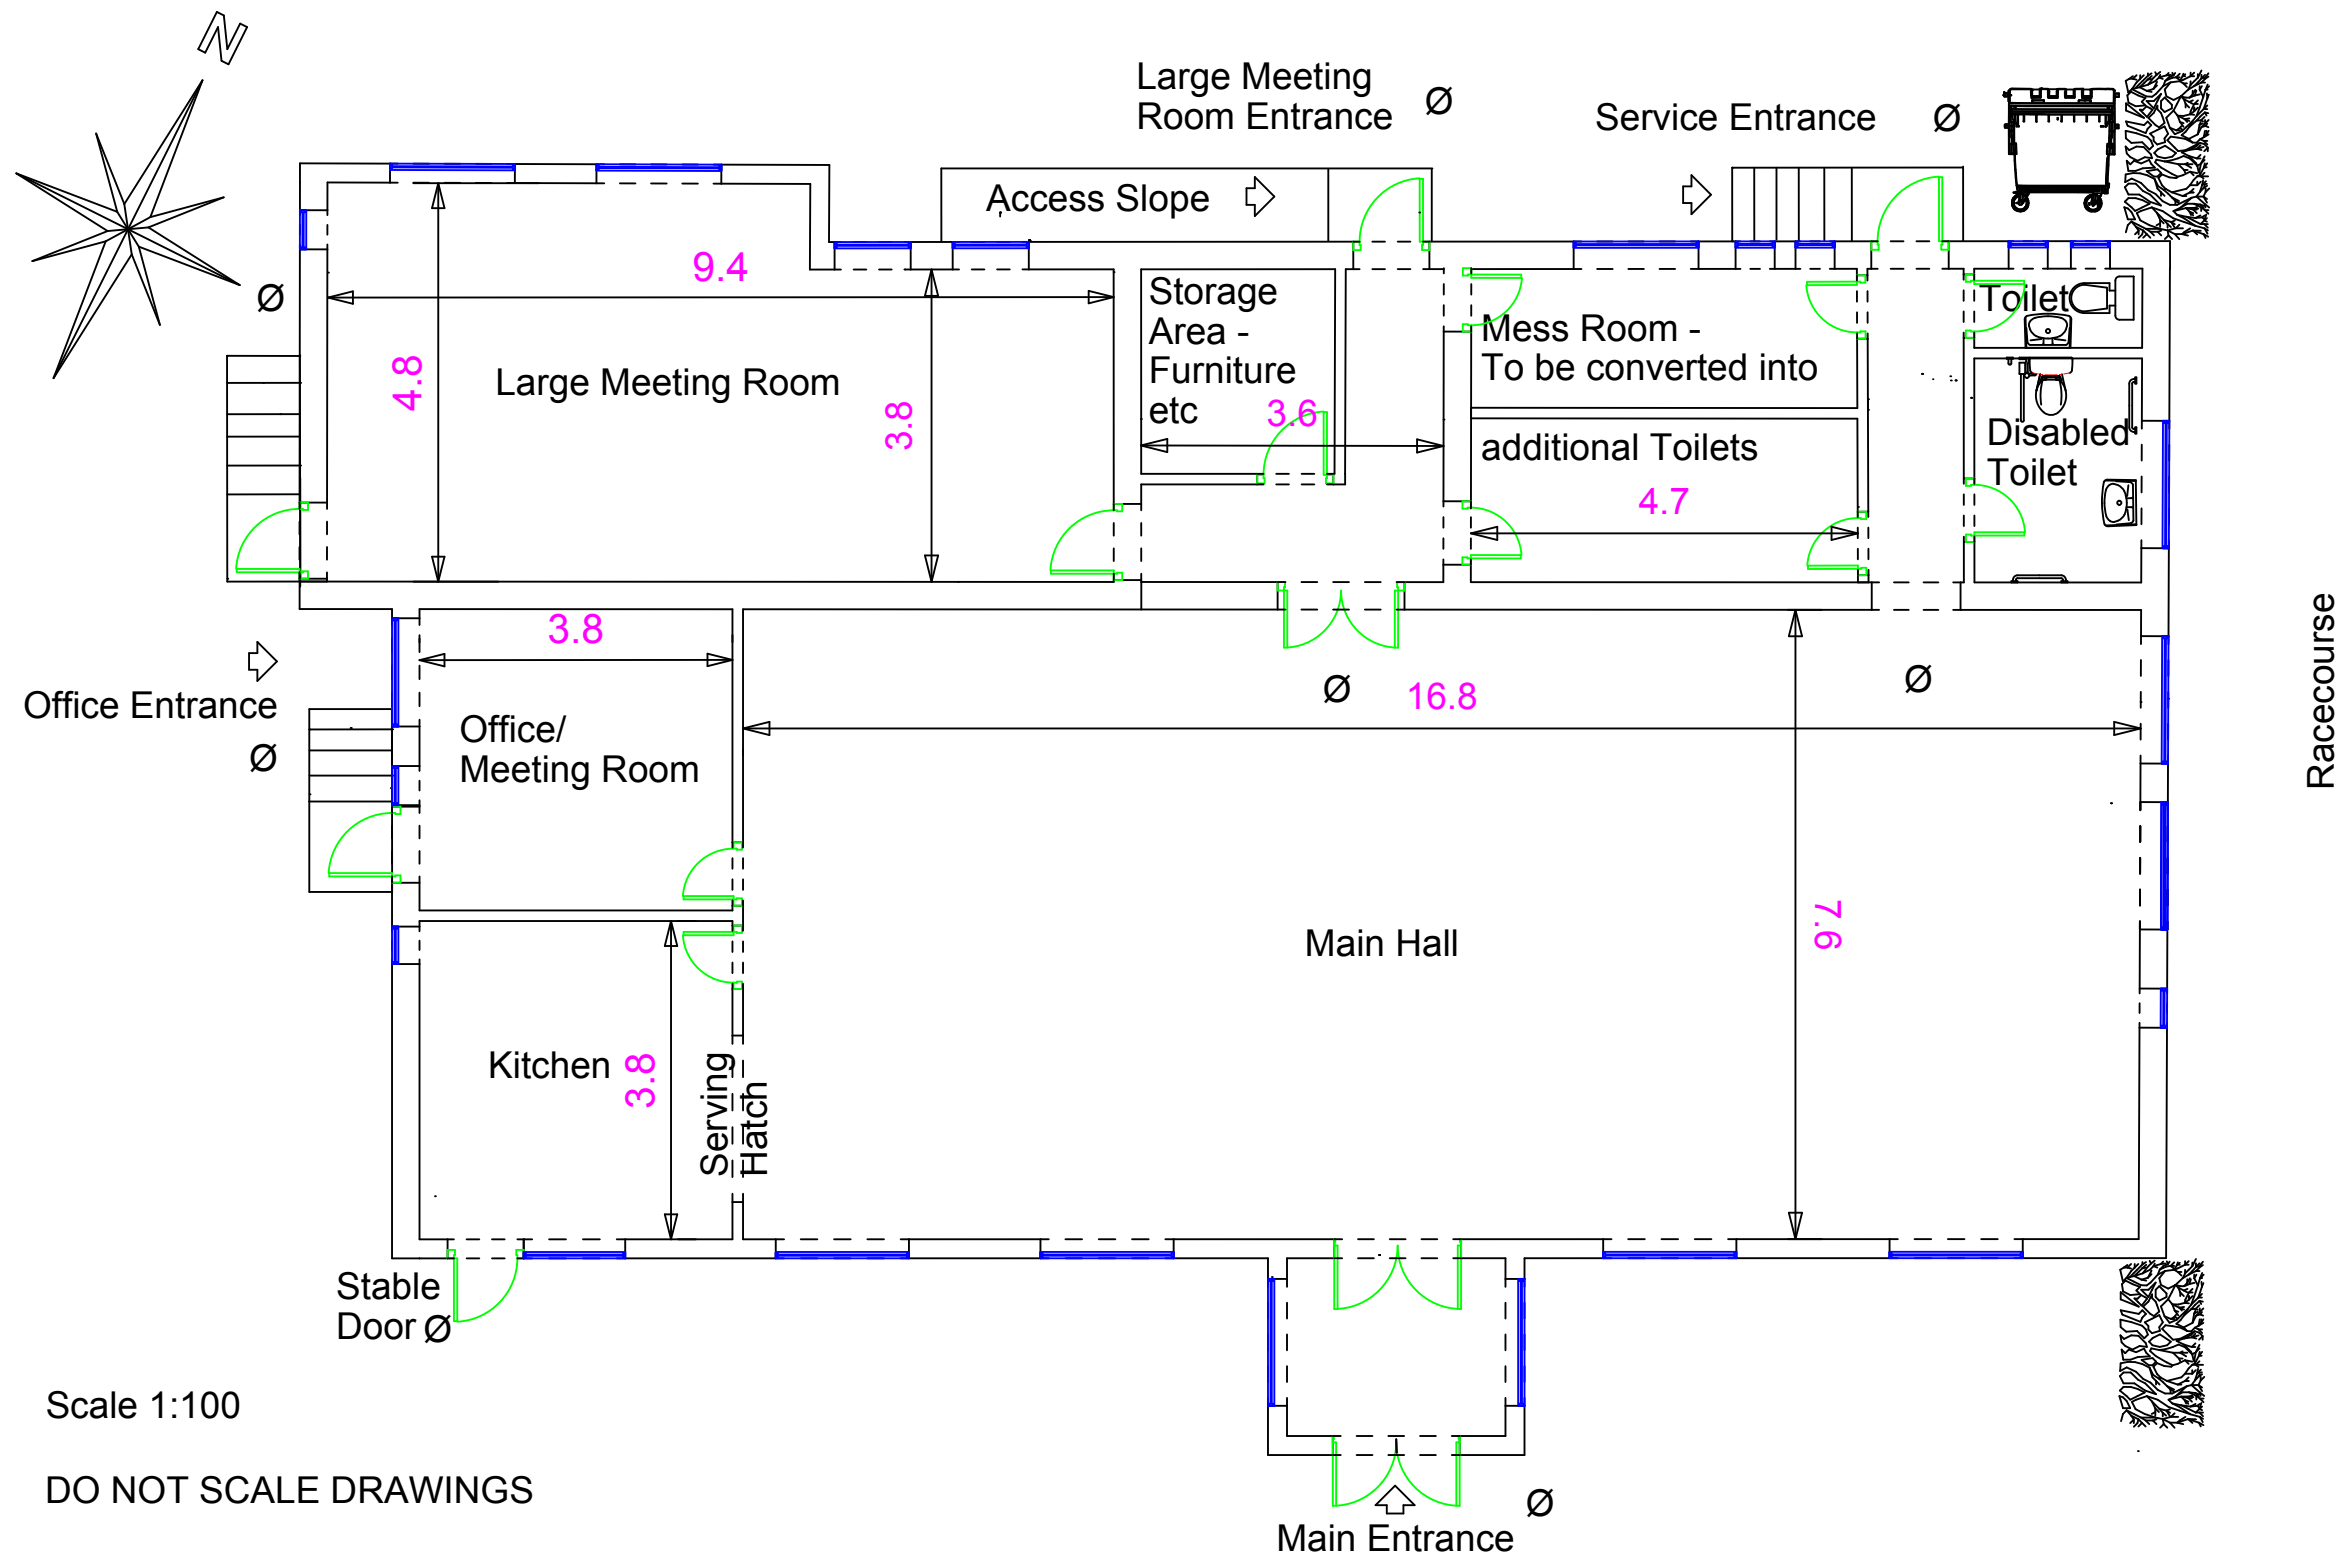 N
Large Meeting
Room Entrance
Ø
Service Entrance
Ø
Access Slope
9.4
Ø
4.8
Large Meeting Room
3.8
Storage
Area -
Furniture
etc
3.6
Mess Room -
To be converted into
additional Toilets
4.7
Toilet
Disabled
Toilet
Racecourse
Office Entrance
Ø
3.8
Office/
Meeting Room
Ø
16.8
Ø
7.6
Main Hall
Kitchen
3.8
Serving
Hatch
Stable
Door Ø
Scale 1:100
DO NOT SCALE DRAWINGS
Ø
Main Entrance